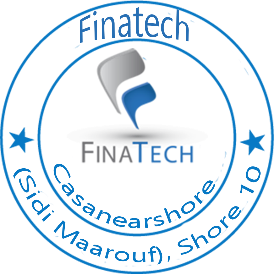 Finatech
FINATECH
Casanearshore
(Sidi Maarouf), Shore 10